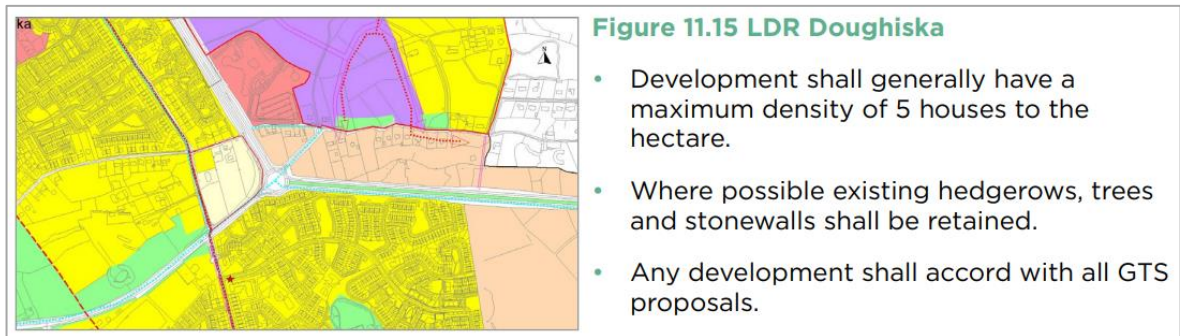 ka
N
Figure 11.15 LDR Doughiska
• Development shall generally have a
maximum density of 5 houses to the
hectare.
• Where possible existing hedgerows, trees
and stonewalls shall be retained.
• Any development shall accord with all GTS
proposals.